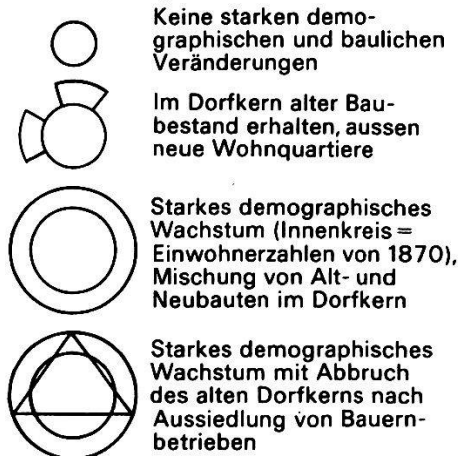 Keine starken demo-
graphischen und baulichen
Veränderungen
Im Dorfkern alter Bau-
bestand erhalten, aussen
neue Wohnquartiere
Starkes demographisches
Wachstum (Innenkreis =
Einwohnerzahlen von 1870),
Mischung von Alt- und
Neubauten im Dorfkern
Starkes demographisches
Wachstum mit Abbruch
des alten Dorfkerns nach
Aussiedlung von Bauern-
betrieben